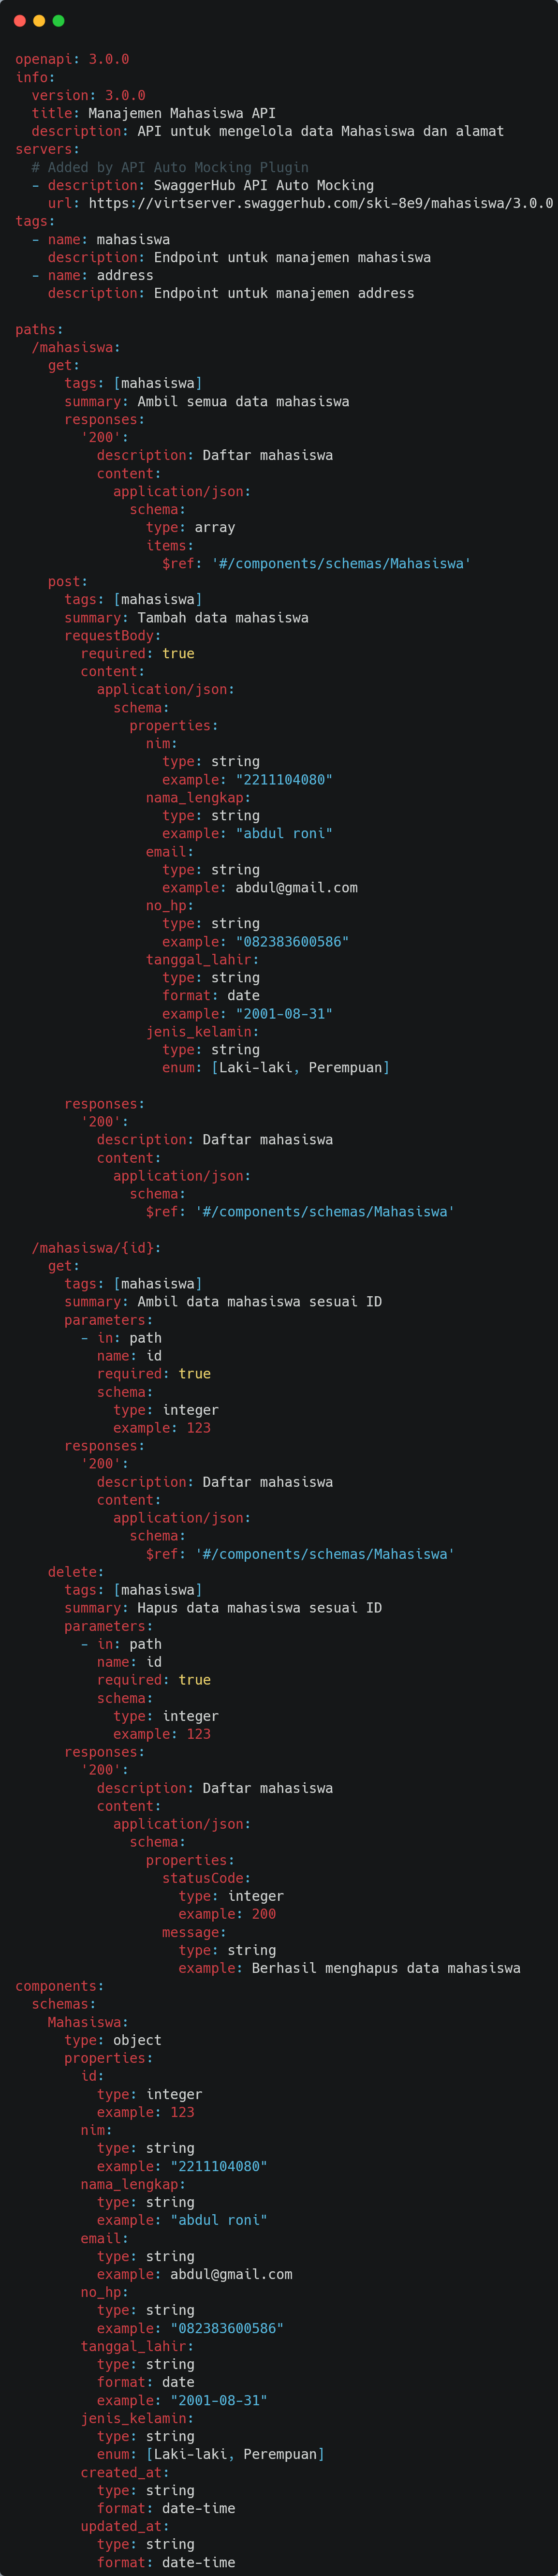 openapi: 3.0.0
info:
  version: 3.0.0
  title: Manajemen Mahasiswa API
  description: API untuk mengelola data Mahasiswa dan alamat
servers:
  # Added by API Auto Mocking Plugin
  - description: SwaggerHub API Auto Mocking
    url: https://virtserver.swaggerhub.com/ski-8e9/mahasiswa/3.0.0
tags:
  - name: mahasiswa
    description: Endpoint untuk manajemen mahasiswa
  - name: address
    description: Endpoint untuk manajemen address

paths:
  /mahasiswa:
    get:
      tags: [mahasiswa]
      summary: Ambil semua data mahasiswa
      responses:
        '200':
          description: Daftar mahasiswa
          content:
            application/json:
              schema:
                type: array
                items:
                  $ref: '#/components/schemas/Mahasiswa'
    post:
      tags: [mahasiswa]
      summary: Tambah data mahasiswa
      requestBody:
        required: true
        content:
          application/json:
            schema:
              properties:
                nim:
                  type: string
                  example: "2211104080"
                nama_lengkap:
                  type: string
                  example: "abdul roni"
                email:
                  type: string
                  example: abdul@gmail.com
                no_hp:
                  type: string
                  example: "082383600586"
                tanggal_lahir:
                  type: string
                  format: date
                  example: "2001-08-31"
                jenis_kelamin:
                  type: string
                  enum: [Laki-laki, Perempuan]

      responses:
        '200':
          description: Daftar mahasiswa
          content:
            application/json:
              schema:
                $ref: '#/components/schemas/Mahasiswa'

  /mahasiswa/{id}:
    get:
      tags: [mahasiswa]
      summary: Ambil data mahasiswa sesuai ID
      parameters:
        - in: path
          name: id
          required: true
          schema:
            type: integer
            example: 123
      responses:
        '200':
          description: Daftar mahasiswa
          content:
            application/json:
              schema:
                $ref: '#/components/schemas/Mahasiswa'
    delete:
      tags: [mahasiswa]
      summary: Hapus data mahasiswa sesuai ID
      parameters:
        - in: path
          name: id
          required: true
          schema:
            type: integer
            example: 123
      responses:
        '200':
          description: Daftar mahasiswa
          content:
            application/json:
              schema:
                properties:
                  statusCode:
                    type: integer
                    example: 200
                  message:
                    type: string
                    example: Berhasil menghapus data mahasiswa
components:
  schemas:
    Mahasiswa:
      type: object
      properties:
        id:
          type: integer
          example: 123
        nim:
          type: string
          example: "2211104080"
        nama_lengkap:
          type: string
          example: "abdul roni"
        email:
          type: string
          example: abdul@gmail.com
        no_hp:
          type: string
          example: "082383600586"
        tanggal_lahir:
          type: string
          format: date
          example: "2001-08-31"
        jenis_kelamin:
          type: string
          enum: [Laki-laki, Perempuan]
        created_at:
          type: string
          format: date-time
        updated_at:
          type: string
          format: date-time